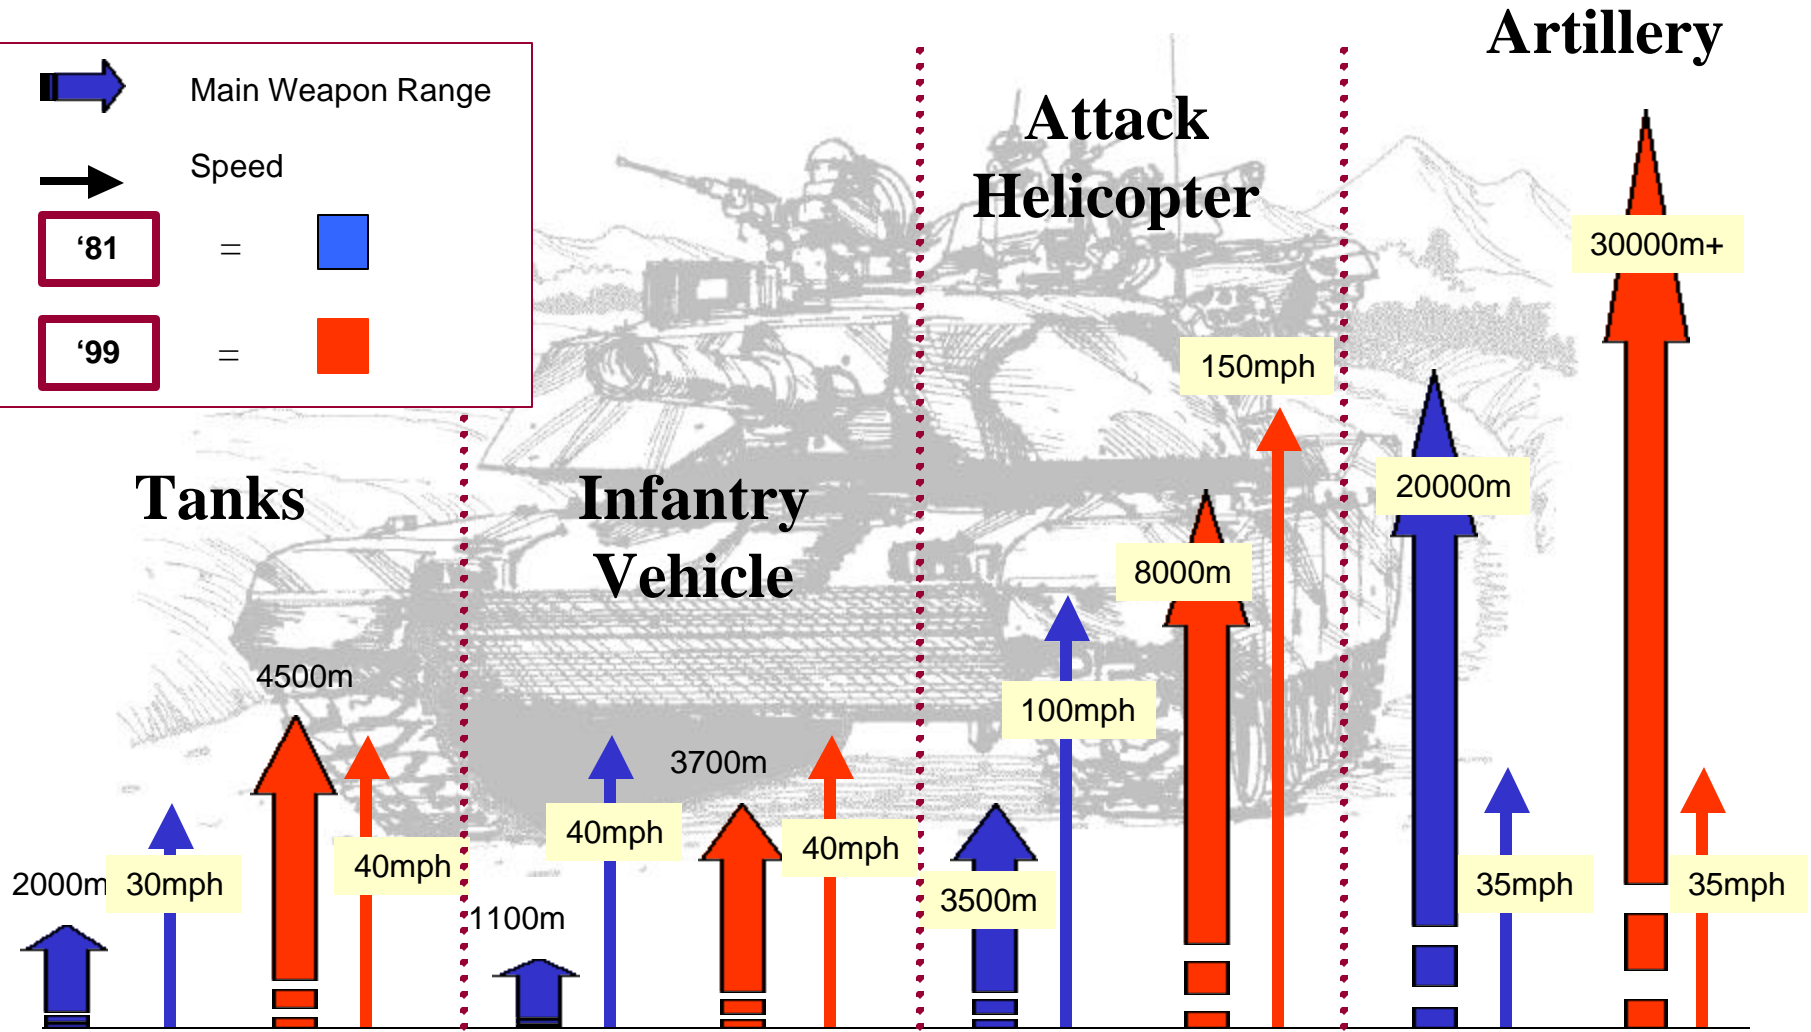 Main Weapon Range
Speed
‘81 =
‘99 =
Tanks
2000m
30mph
4500m
40mph
Infantry
Vehicle
1100m
40mph
3700m
40mph
Attack
Helicopter
3500m
100mph
8000m
150mph
Artillery
20000m
35mph
30000m+
35mph